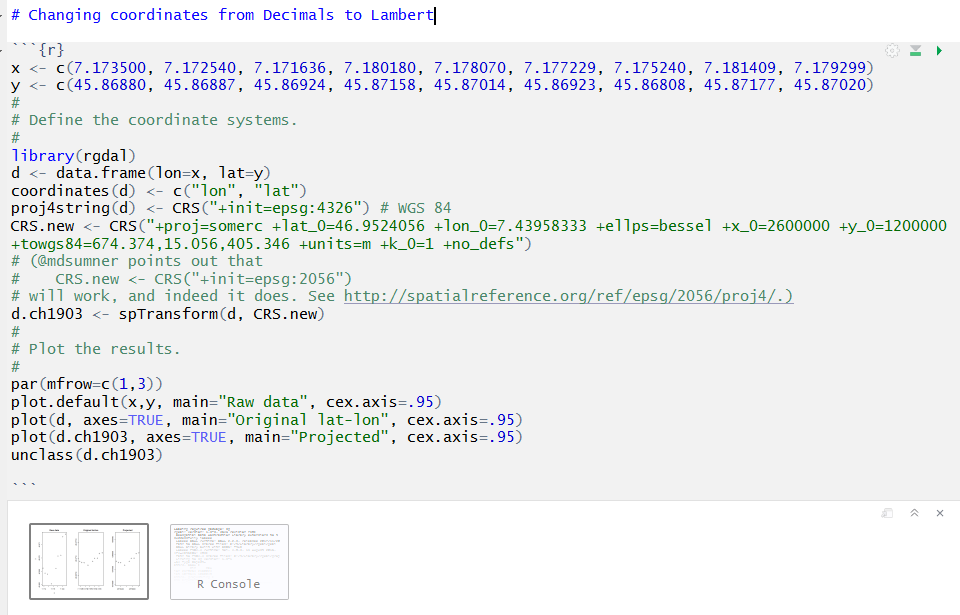 # Changing coordinates from Decimals to Lambert
```{r}
x <- c(7.173500, 7.172540, 7.171636, 7.180180, 7.178070, 7.177229, 7.175240, 7.181409, 7.179299)
y <- c(45.86880, 45.86887, 45.86924, 45.87158, 45.87014, 45.86923, 45.86808, 45.87177, 45.87020)
#
# Define the coordinate systems.
#
library(rgdal)
d <- data.frame(lon=x, lat=y)
coordinates(d) <- c("lon", "lat")
proj4string(d) <- CRS("+init=epsg:4326") # WGS 84
CRS.new <- CRS("+proj=somerc +lat_0=46.9524056 +lon_0=7.43958333 +ellps=bessel +x_0=2600000 +y_0=1200000
+towgs84=674.374,15.056,405.346 +units=m +k_0=1 +no_defs")
# (@mdsumner points out that
#    CRS.new <- CRS("+init=epsg:2056")
# will work, and indeed it does. See http://spatialreference.org/ref/epsg/2056/proj4/.)
d.ch1903 <- spTransform(d, CRS.new)
#
# Plot the results.
#
par(mfrow=c(1,3))
plot.default(x,y, main="Raw data", cex.axis=.95)
plot(d, axes=TRUE, main="Original lat-lon", cex.axis=.95)
plot(d.ch1903, axes=TRUE, main="Projected", cex.axis=.95)
unclass(d.ch1903)
```
R Console